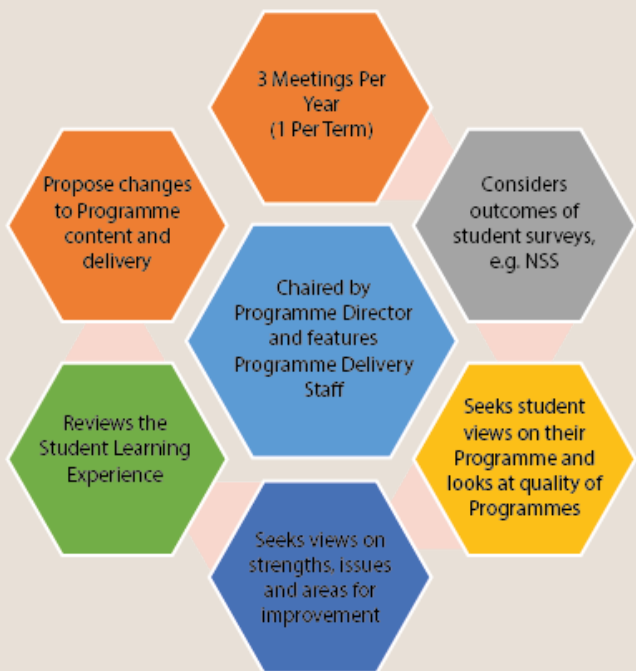 3 Meetings Per
Year
(1 Per Term)
Considers
outcomes of
student surveys,
e.g. NSS
Seeks student
views on their
Programme and
looks at quality of
Programmes
Seeks views on
strengths, issues
and areas for
improvement
Reviews the
Student Learning
Experience
Propose changes
to Programme
content and
delivery
Chaired by
Programme Director
and features
Programme Delivery
Staff